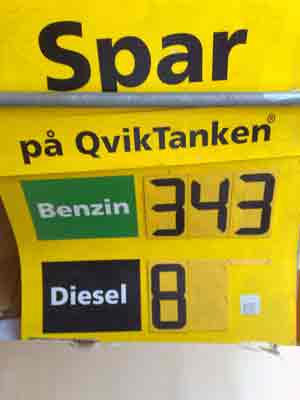 Spar
på QvikTanken®
Benzin 343
Diesel 8